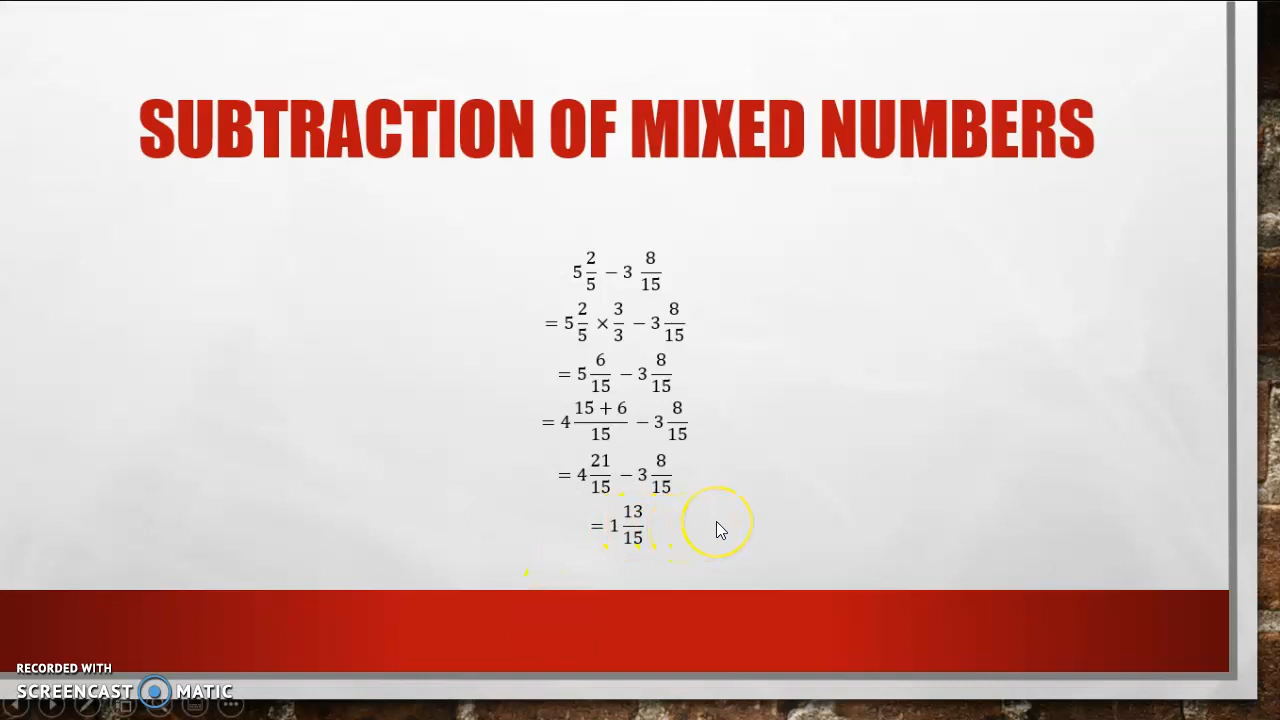 SUBTRACTION OF MIXED NUMBERS
5 2/5 − 3 8/15
= 5 2/5 × 3/3 − 3 8/15
= 5 6/15 − 3 8/15
= 4 (15 + 6)/15 − 3 8/15
= 4 21/15 − 3 8/15
= 1 13/15
RECORDED WITH
SCREENCAST MATIC